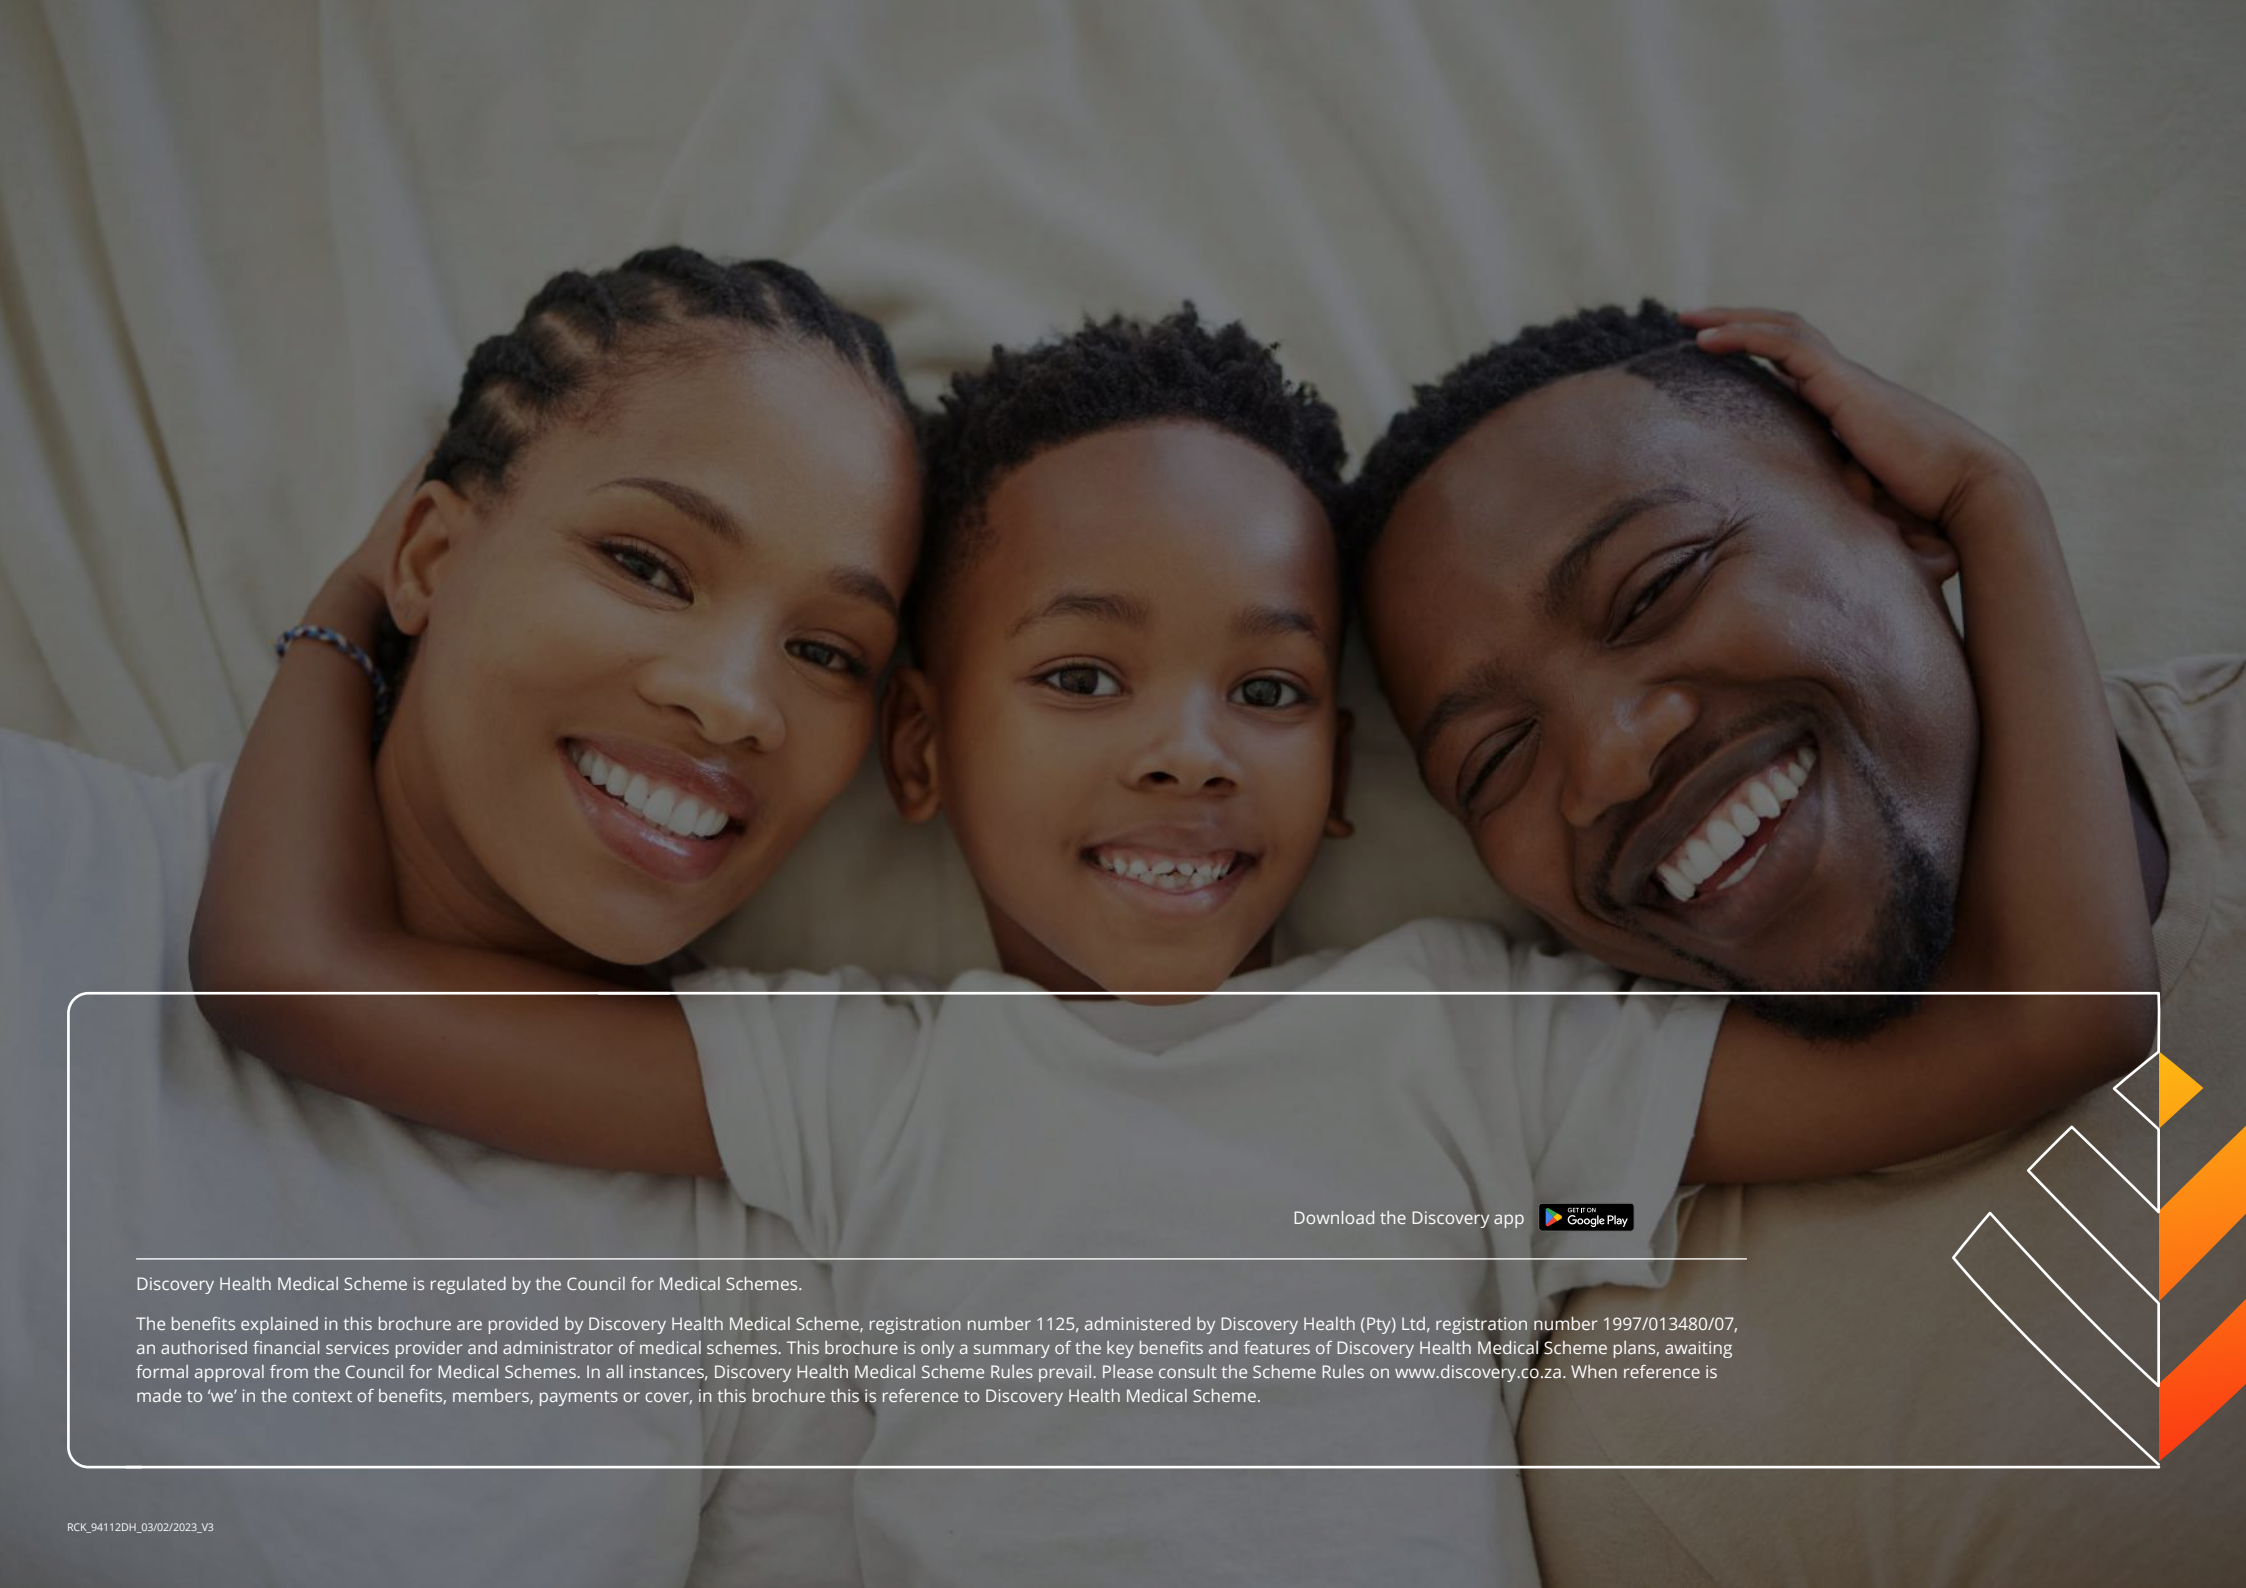 Download the Discovery app
GET IT ON
Google Play
Discovery Health Medical Scheme is regulated by the Council for Medical Schemes.
The benefits explained in this brochure are provided by Discovery Health Medical Scheme, registration number 1125, administered by Discovery Health (Pty) Ltd, registration number 1997/013480/07,
an authorised financial services provider and administrator of medical schemes. This brochure is only a summary of the key benefits and features of Discovery Health Medical Scheme plans, awaiting
formal approval from the Council for Medical Schemes. In all instances, Discovery Health Medical Scheme Rules prevail. Please consult the Scheme Rules on www.discovery.co.za. When reference is
made to ‘we’ in the context of benefits, members, payments or cover, in this brochure this is reference to Discovery Health Medical Scheme.
RCK_94112DH_03/02/2023_V3